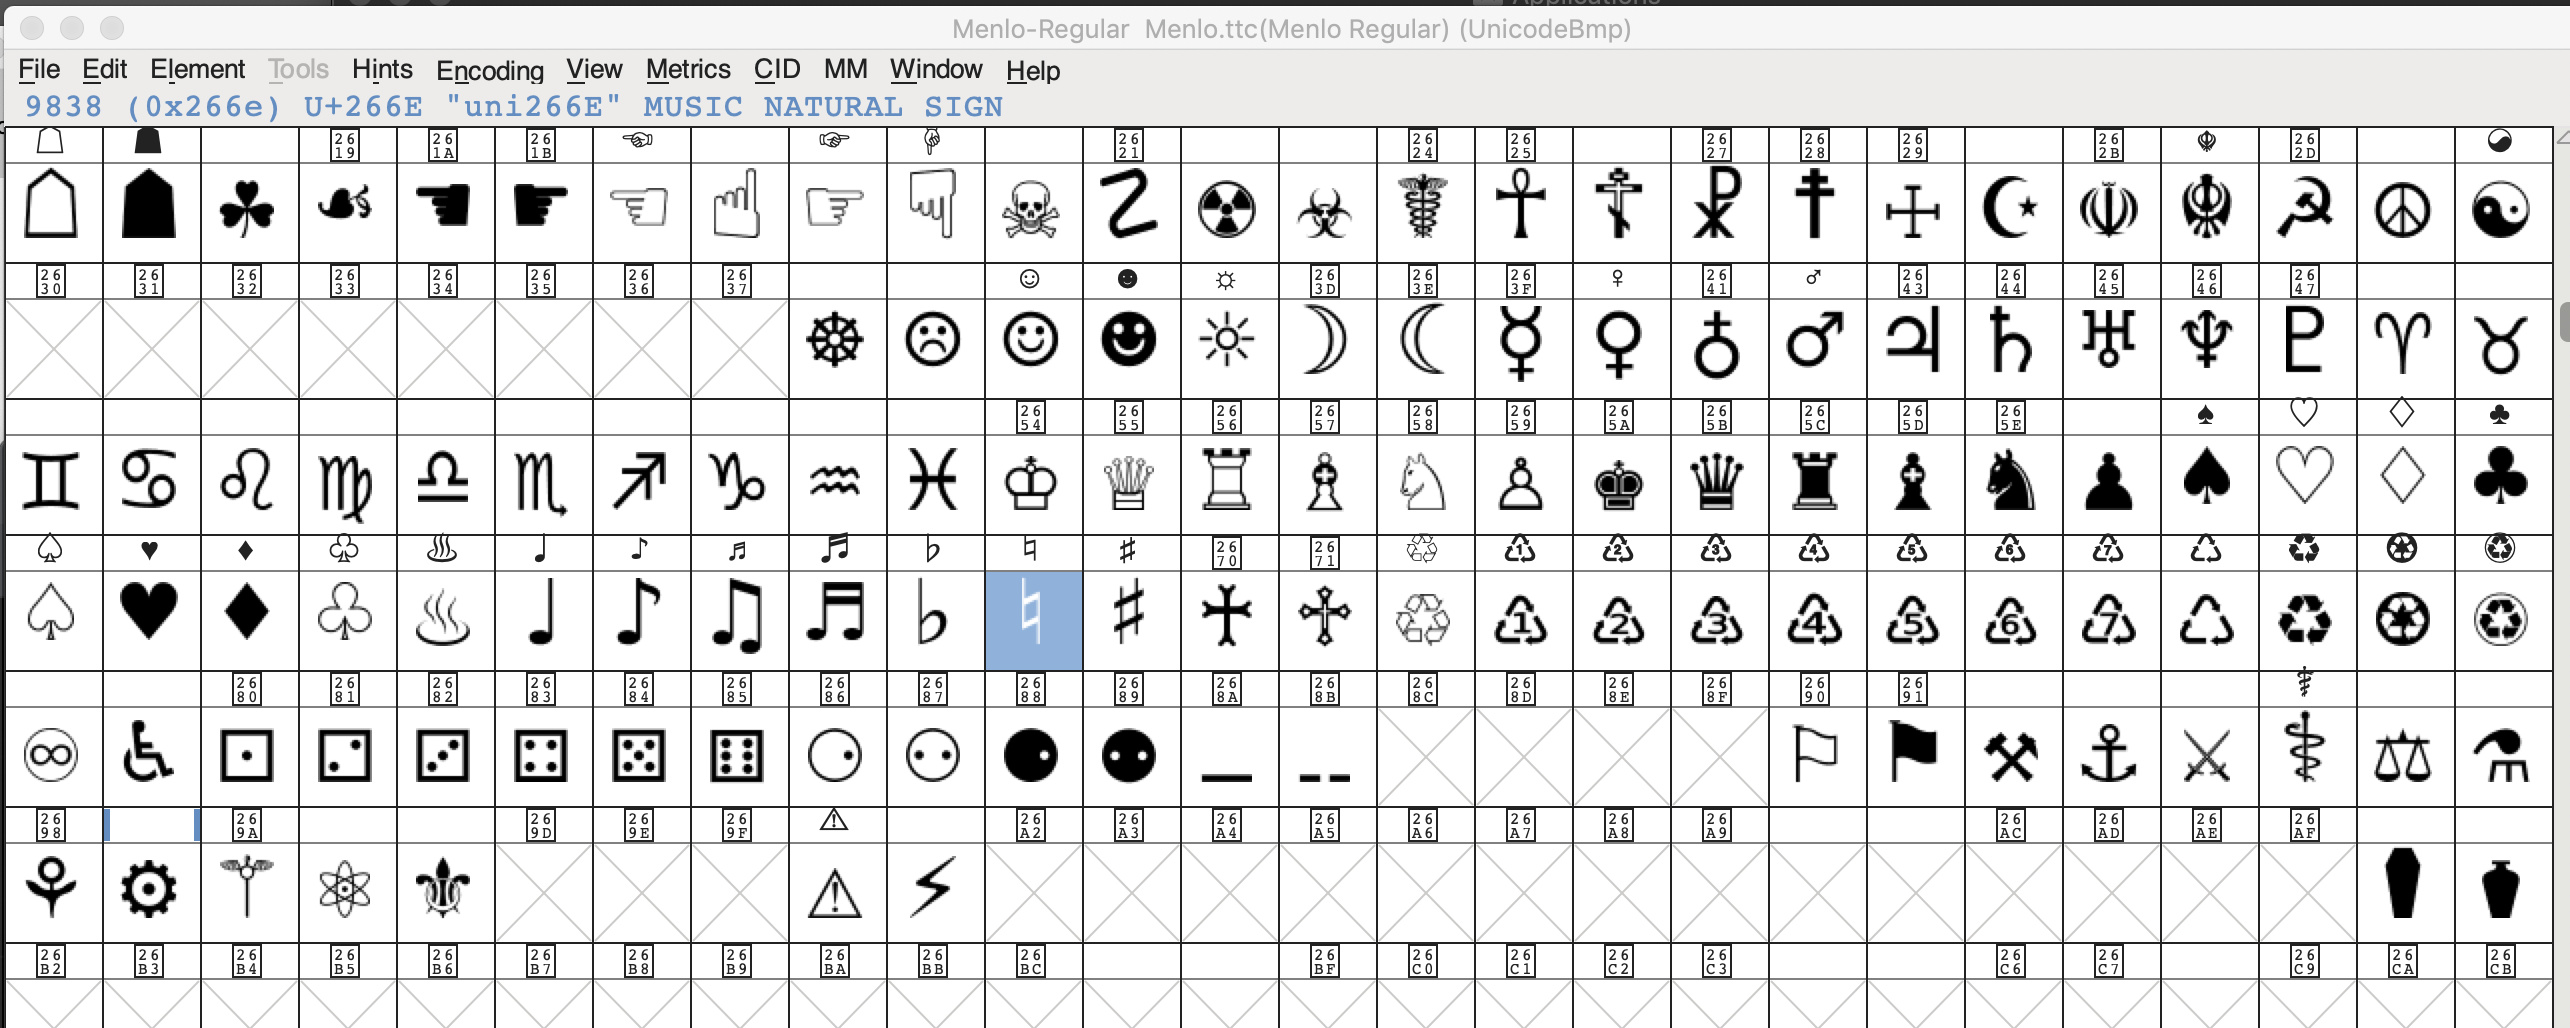 Applications
Menlo-Regular  Menlo.ttc(Menlo Regular) (UnicodeBmp)
File Edit Element Tools Hints Encoding View Metrics CID MM Window Help
9838 (0x266e) U+266E "uni266E" MUSIC NATURAL SIGN
☖ ☗ 2619 261A 261B ☜ ☞ ☟ 2621 2624 2625 2627 2628 2629 262B ☬ 262D ☯
☖ ☗ ☘ ☙ ☚ ☛ ☜ ☝ ☞ ☟ ☠ ☡ ☢ ☣ ☤ ☥ ☦ ☧ ☨ ☩ ☪ ☫ ☬ ☭ ☮ ☯
2630 2631 2632 2633 2634 2635 2636 2637 ☺ ☻ ☼ 263D 263E 263F ♀ 2641 ♂ 2643 2644 2645 2646 2647
☸ ☹ ☺ ☻ ☼ ☽ ☾ ☿ ♀ ♁ ♂ ♃ ♄ ♅ ♆ ♇ ♈ ♉
2654 2655 2656 2657 2658 2659 265A 265B 265C 265D 265E ♠ ♡ ♢ ♣
♊ ♋ ♌ ♍ ♎ ♏ ♐ ♑ ♒ ♓ ♔ ♕ ♖ ♗ ♘ ♙ ♚ ♛ ♜ ♝ ♞ ♟ ♠ ♡ ♢ ♣
♤ ♥ ♦ ♧ ♨ ♩ ♪ ♬ ♬ ♭ ♮ ♯ 2670 2671 ♲ ♳ ♴ ♵ ♶ ♷ ♸ ♹ ♺ ♻ ♼ ♽
♤ ♥ ♦ ♧ ♨ ♩ ♪ ♫ ♬ ♭ ♮ ♯ ♰ ♱ ♲ ♳ ♴ ♵ ♶ ♷ ♸ ♹ ♺ ♻ ♼ ♽
2680 2681 2682 2683 2684 2685 2686 2687 2688 2689 268A 268B 268C 268D 268E 268F 2690 2691 ⚕
♾ ♿ ⚀ ⚁ ⚂ ⚃ ⚄ ⚅ ⚆ ⚇ ⚈ ⚉ ⚊ ⚋ ⚐ ⚑ ⚒ ⚓ ⚔ ⚕ ⚖ ⚗
2698 269A 269D 269E 269F ⚠ 26A2 26A3 26A4 26A5 26A6 26A7 26A8 26A9 26AC 26AD 26AE 26AF
⚘ ⚙ ⚚ ⚛ ⚜ ⚠ ⚡ ⚰ ⚱
26B2 26B3 26B4 26B5 26B6 26B7 26B8 26B9 26BA 26BB 26BC 26BF 26C0 26C1 26C2 26C3 26C6 26C7 26C9 26CA 26CB